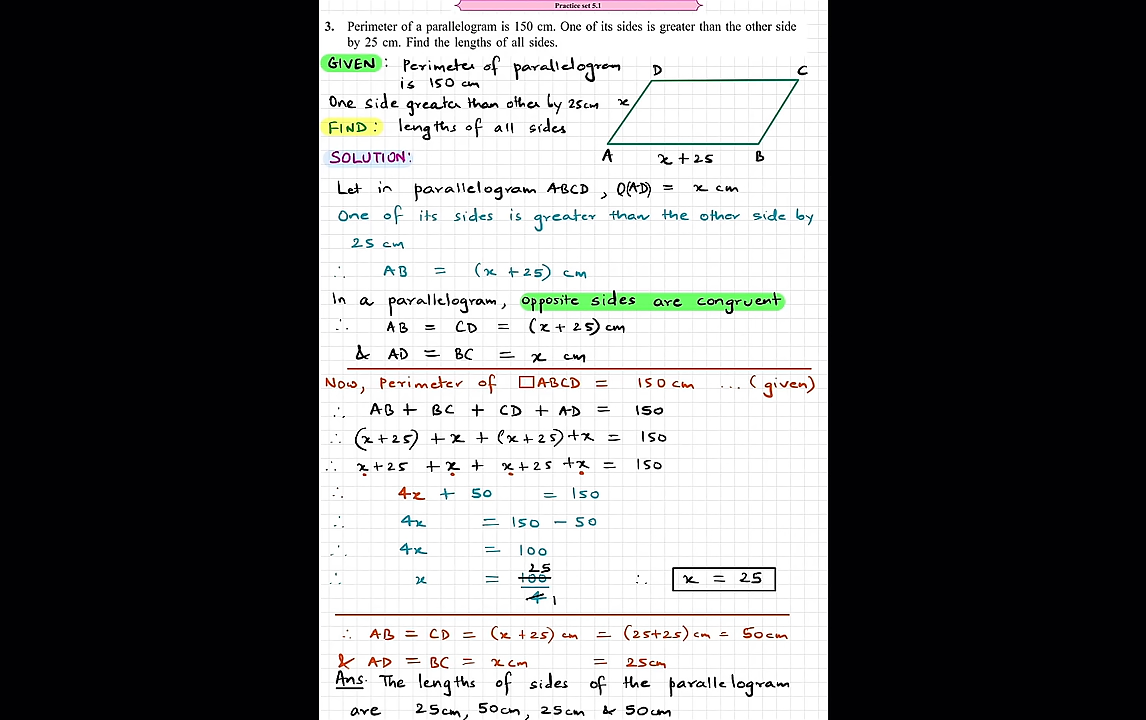 Practice set 5.1
3. Perimeter of a parallelogram is 150 cm. One of its sides is greater than the other side
by 25 cm. Find the lengths of all sides.
GIVEN: Perimeter of parallelogram
is 150 cm
One side greater than other by 25cm
FIND: lengths of all sides
D C
x
A x + 25 B
SOLUTION:
Let in parallelogram ABCD, l(AD) = x cm
One of its sides is greater than the other side by
25 cm
∴ AB = (x + 25) cm
In a parallelogram, opposite sides are congruent
∴ AB = CD = (x + 25) cm
& AD = BC = x cm
Now, Perimeter of □ABCD = 150 cm ... (given)
∴ AB + BC + CD + AD = 150
∴ (x + 25) + x + (x + 25) + x = 150
∴ x + 25 + x + x + 25 + x = 150
∴ 4x + 50 = 150
∴ 4x = 150 − 50
∴ 4x = 100
25
∴ x = 100 ∴ x = 25
4 1
∴ AB = CD = (x + 25) cm = (25+25) cm = 50cm
& AD = BC = x cm = 25cm
Ans. The lengths of sides of the parallelogram
are 25cm, 50cm, 25cm & 50cm